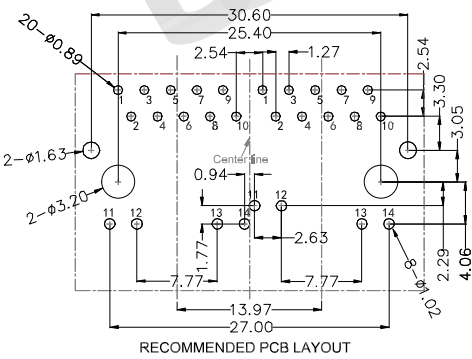 30.60
25.40
20-ø0.89
2.54
1.27
2.54
3.30
3.05
1 3 5 7 9 1 3 5 7 9
2 4 6 8 10 2 4 6 8 10
2-ø1.63
Center line
0.94
2-ø3.20
11 12
11 12 13 14 13 14
1.77
2.63
2.29
4.06
7.77
7.77
8-ø1.02
13.97
27.00
RECOMMENDED PCB LAYOUT